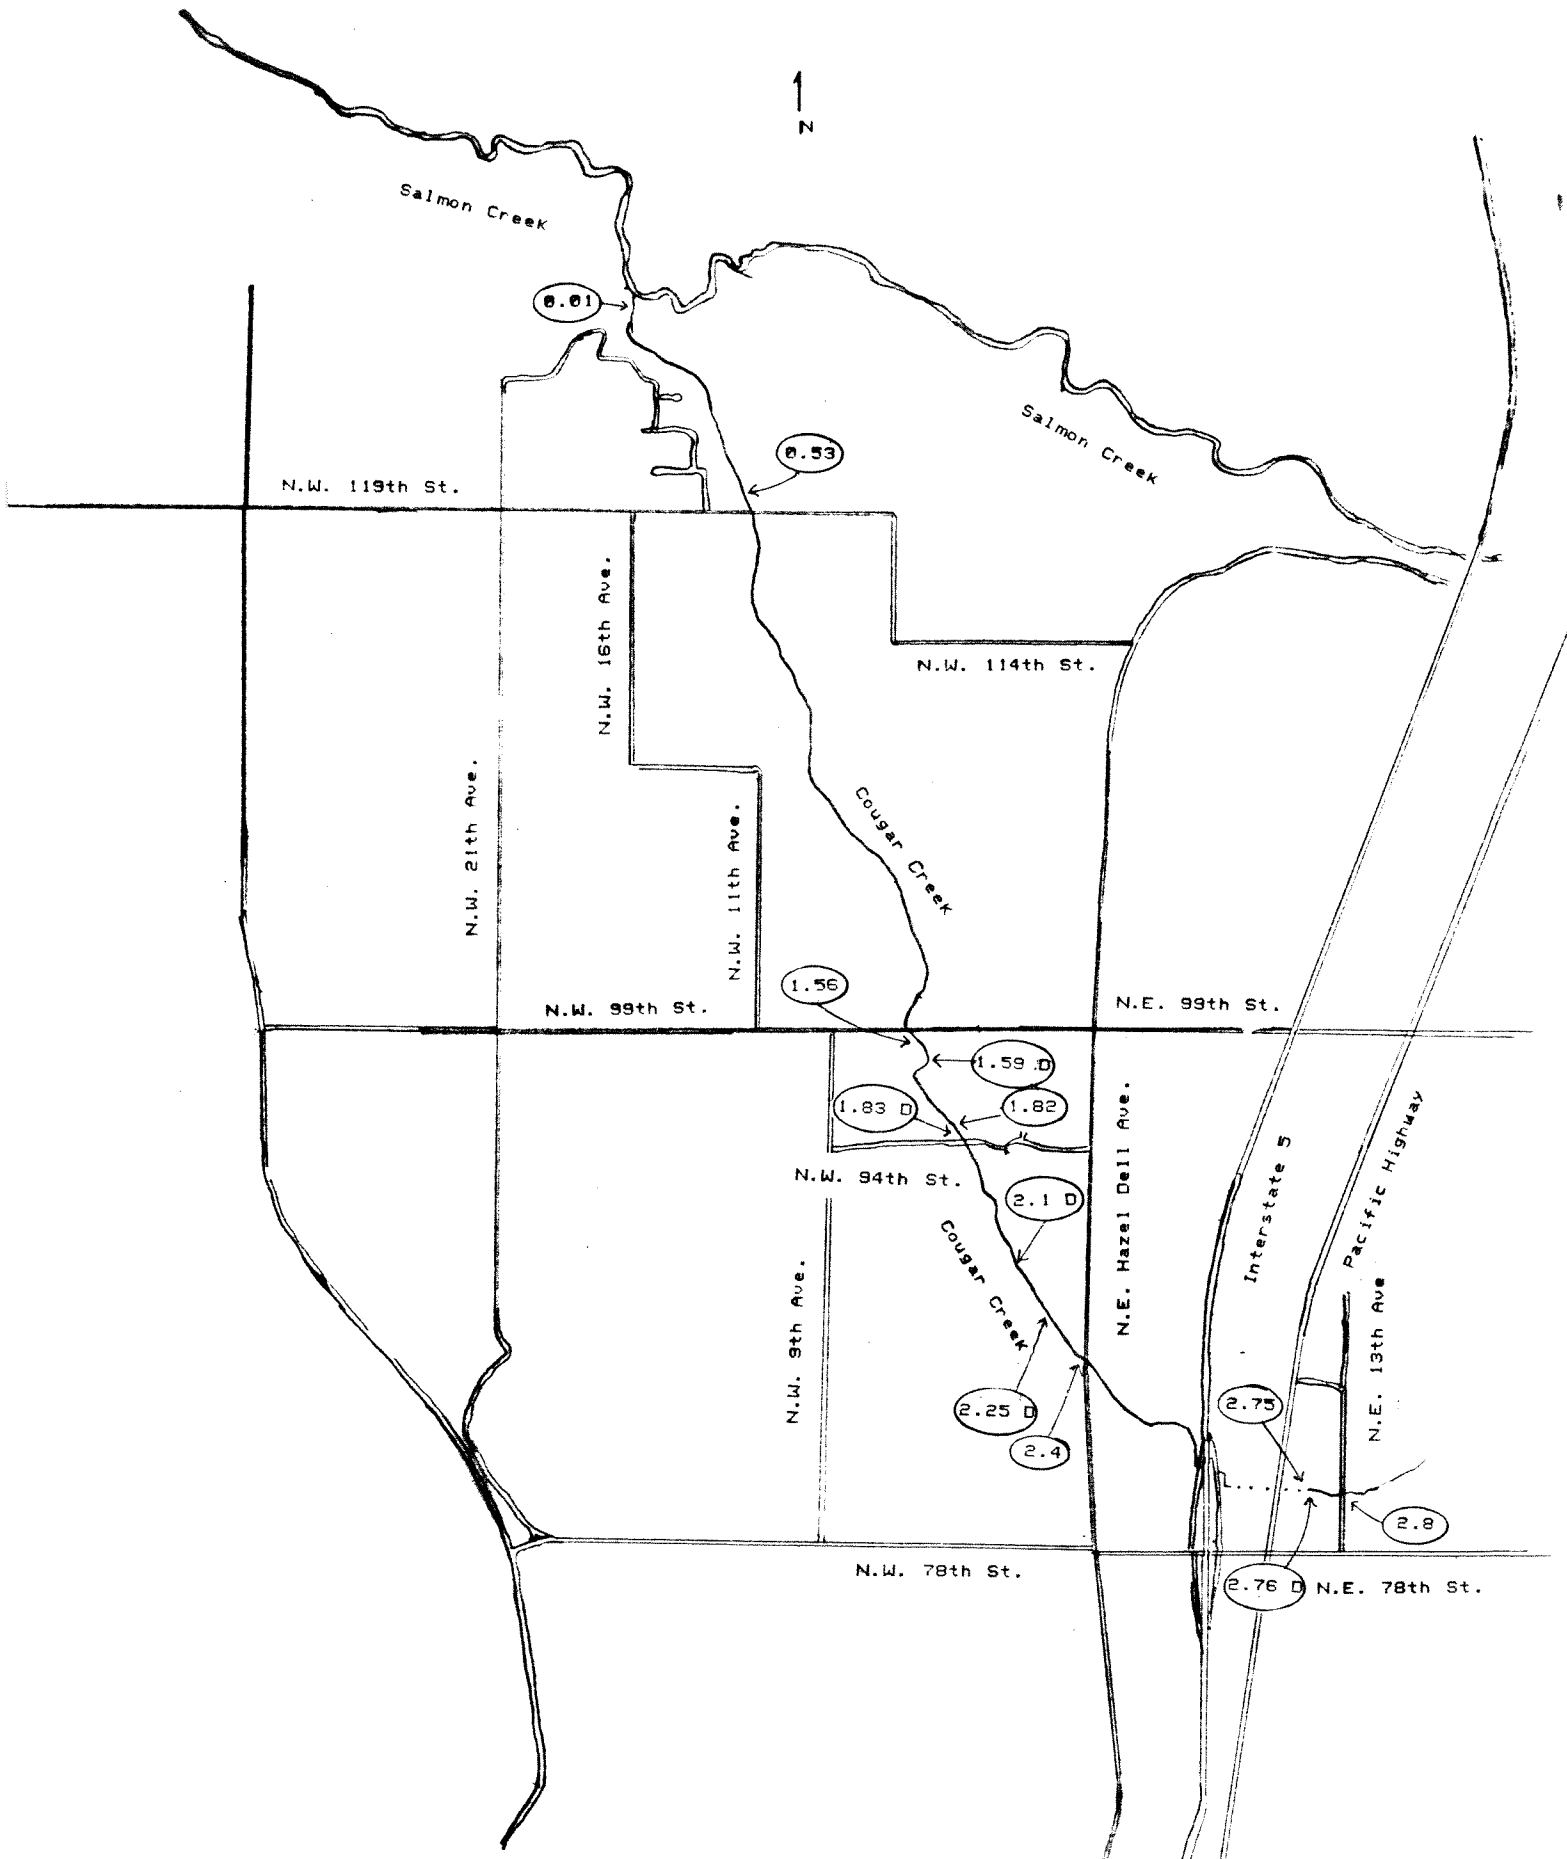 N
Salmon Creek
0.01
Salmon Creek
0.53
N.W. 119th St.
N.W. 16th Ave.
N.W. 114th St.
N.W. 21th Ave.
N.W. 11th Ave.
Cougar Creek
1.56
N.W. 99th St.
N.E. 99th St.
1.59 D
1.83 D
1.82
N.W. 94th St.
2.1 D
N.E. Hazel Dell Ave.
Interstate 5
Pacific Highway
Cougar Creek
N.W. 9th Ave.
N.E. 13th Ave
2.25 D
2.4
2.75
2.8
N.W. 78th St.
2.76 D
N.E. 78th St.